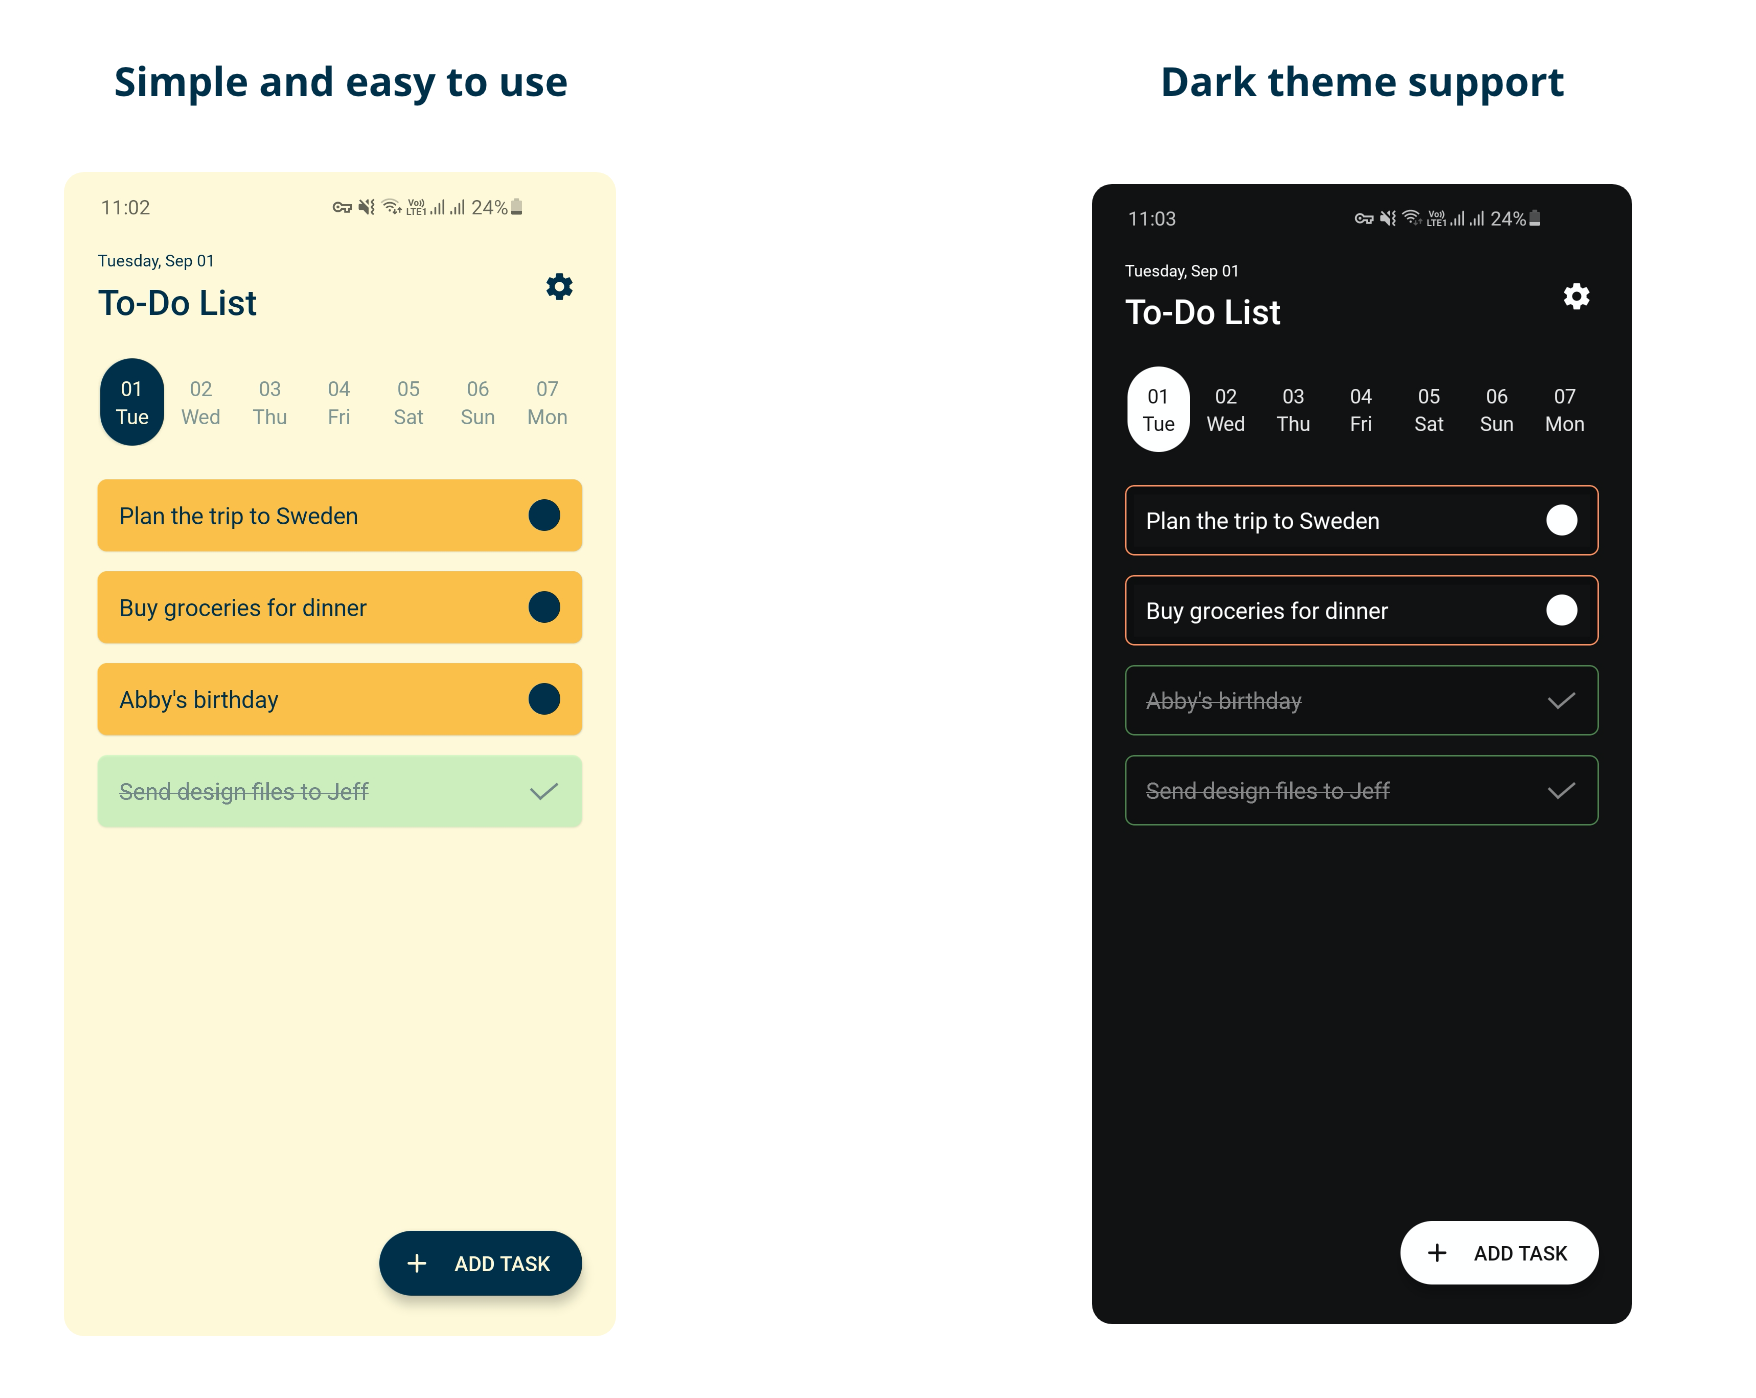 Simple and easy to use
11:02
Vo))
LTE1
24%
Tuesday, Sep 01
To-Do List
01 02 03 04 05 06 07
Tue Wed Thu Fri Sat Sun Mon
Plan the trip to Sweden
Buy groceries for dinner
Abby's birthday
Send design files to Jeff
+ ADD TASK
Dark theme support
11:03
Vo))
LTE1
24%
Tuesday, Sep 01
To-Do List
01 02 03 04 05 06 07
Tue Wed Thu Fri Sat Sun Mon
Plan the trip to Sweden
Buy groceries for dinner
Abby's birthday
Send design files to Jeff
+ ADD TASK